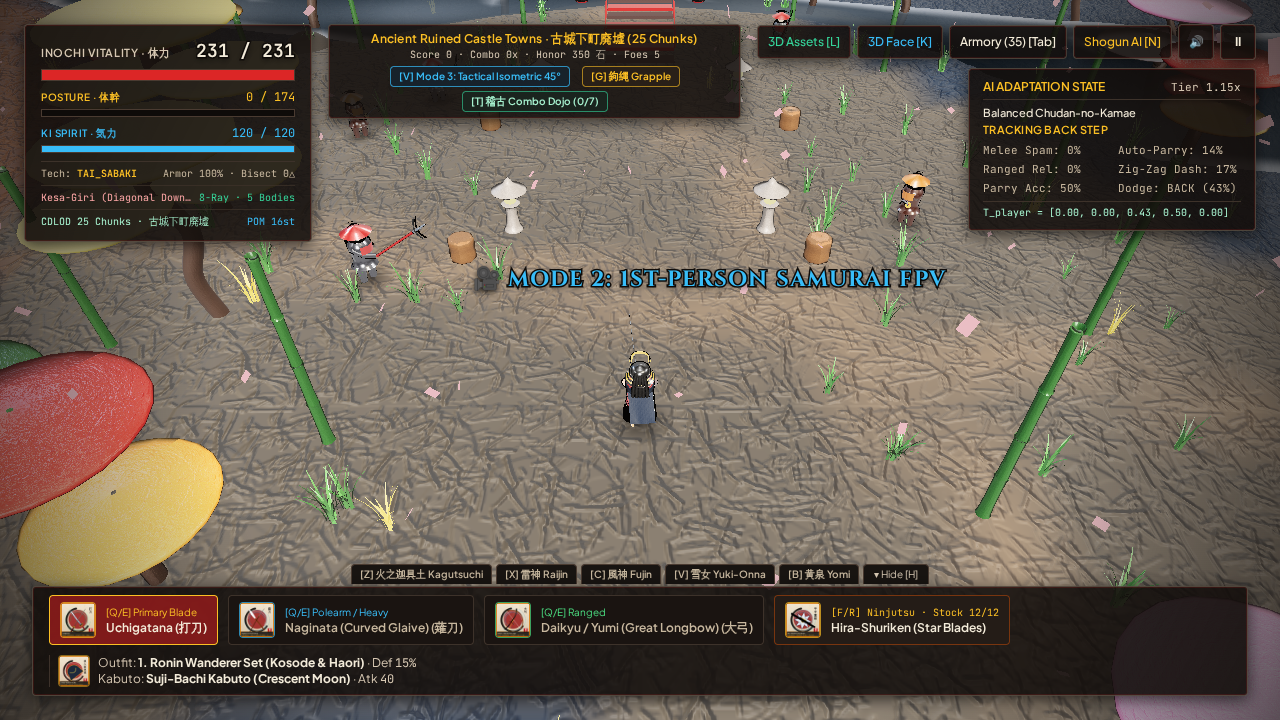 INOCHI VITALITY · 体力 231 / 231
POSTURE · 体幹 0 / 174
KI SPIRIT · 気力 120 / 120
Tech: TAI_SABAKI Armor 100% · Bisect 0△
Kesa-Giri (Diagonal Down… 8-Ray · 5 Bodies
CDLOD 25 Chunks · 古城下町廃墟 POM 16st
Ancient Ruined Castle Towns · 古城下町廃墟 (25 Chunks)
Score 0 · Combo 0x · Honor 350 石 · Foes 5
[V] Mode 3: Tactical Isometric 45° [G] 鉤縄 Grapple
[T] 稽古 Combo Dojo (0/7)
3D Assets [L] 3D Face [K] Armory (35) [Tab] Shogun AI [N]
AI ADAPTATION STATE Tier 1.15x
Balanced Chudan-no-Kamae
TRACKING BACK STEP
Melee Spam: 0% Auto-Parry: 14%
Ranged Rel: 0% Zig-Zag Dash: 17%
Parry Acc: 50% Dodge: BACK (43%)
T_player = [0.00, 0.00, 0.43, 0.50, 0.00]
MODE 2: 1ST-PERSON SAMURAI FPV
[Z] 火之迦具土 Kagutsuchi [X] 雷神 Raijin [C] 風神 Fujin [V] 雪女 Yuki-Onna [B] 黄泉 Yomi ▾ Hide [H]
[Q/E] Primary Blade
Uchigatana (打刀)
[Q/E] Polearm / Heavy
Naginata (Curved Glaive) (薙刀)
[Q/E] Ranged
Daikyu / Yumi (Great Longbow) (大弓)
[F/R] Ninjutsu · Stock 12/12
Hira-Shuriken (Star Blades)
Outfit: 1. Ronin Wanderer Set (Kosode & Haori) · Def 15%
Kabuto: Suji-Bachi Kabuto (Crescent Moon) · Atk 40